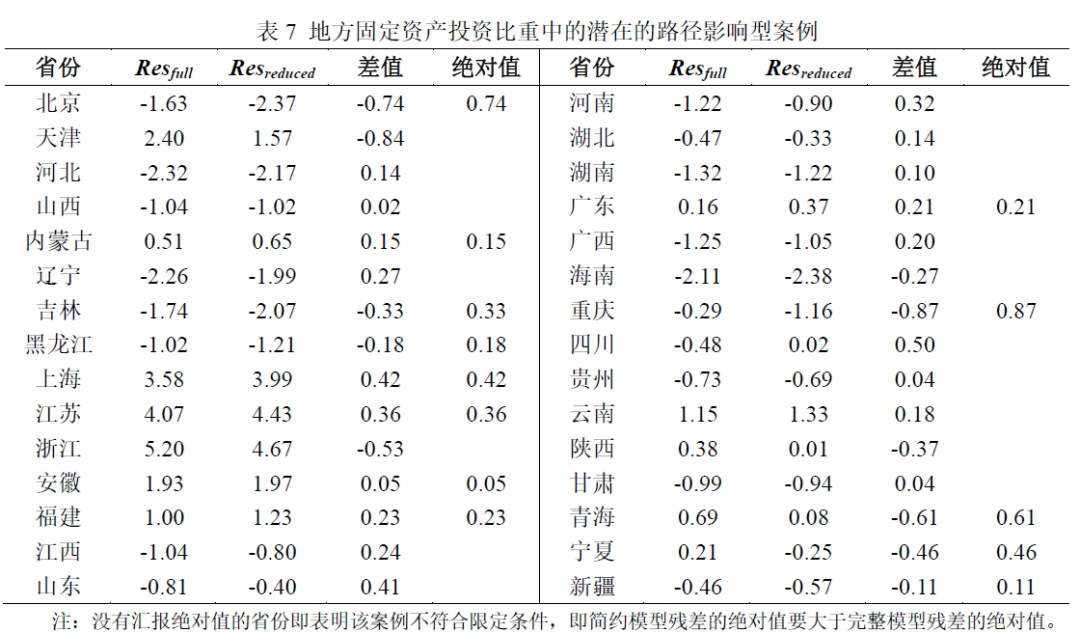 表 7 地方固定资产投资比重中的潜在的路径影响型案例
省份 Res_full Res_reduced 差值 绝对值 省份 Res_full Res_reduced 差值 绝对值
北京 -1.63 -2.37 -0.74 0.74 河南 -1.22 -0.90 0.32
天津 2.40 1.57 -0.84 湖北 -0.47 -0.33 0.14
河北 -2.32 -2.17 0.14 湖南 -1.32 -1.22 0.10
山西 -1.04 -1.02 0.02 广东 0.16 0.37 0.21 0.21
内蒙古 0.51 0.65 0.15 0.15 广西 -1.25 -1.05 0.20
辽宁 -2.26 -1.99 0.27 海南 -2.11 -2.38 -0.27
吉林 -1.74 -2.07 -0.33 0.33 重庆 -0.29 -1.16 -0.87 0.87
黑龙江 -1.02 -1.21 -0.18 0.18 四川 -0.48 0.02 0.50
上海 3.58 3.99 0.42 0.42 贵州 -0.73 -0.69 0.04
江苏 4.07 4.43 0.36 0.36 云南 1.15 1.33 0.18
浙江 5.20 4.67 -0.53 陕西 0.38 0.01 -0.37
安徽 1.93 1.97 0.05 0.05 甘肃 -0.99 -0.94 0.04
福建 1.00 1.23 0.23 0.23 青海 0.69 0.08 -0.61 0.61
江西 -1.04 -0.80 0.24 宁夏 0.21 -0.25 -0.46 0.46
山东 -0.81 -0.40 0.41 新疆 -0.46 -0.57 -0.11 0.11
注：没有汇报绝对值的省份即表明该案例不符合限定条件，即简约模型残差的绝对值要大于完整模型残差的绝对值。